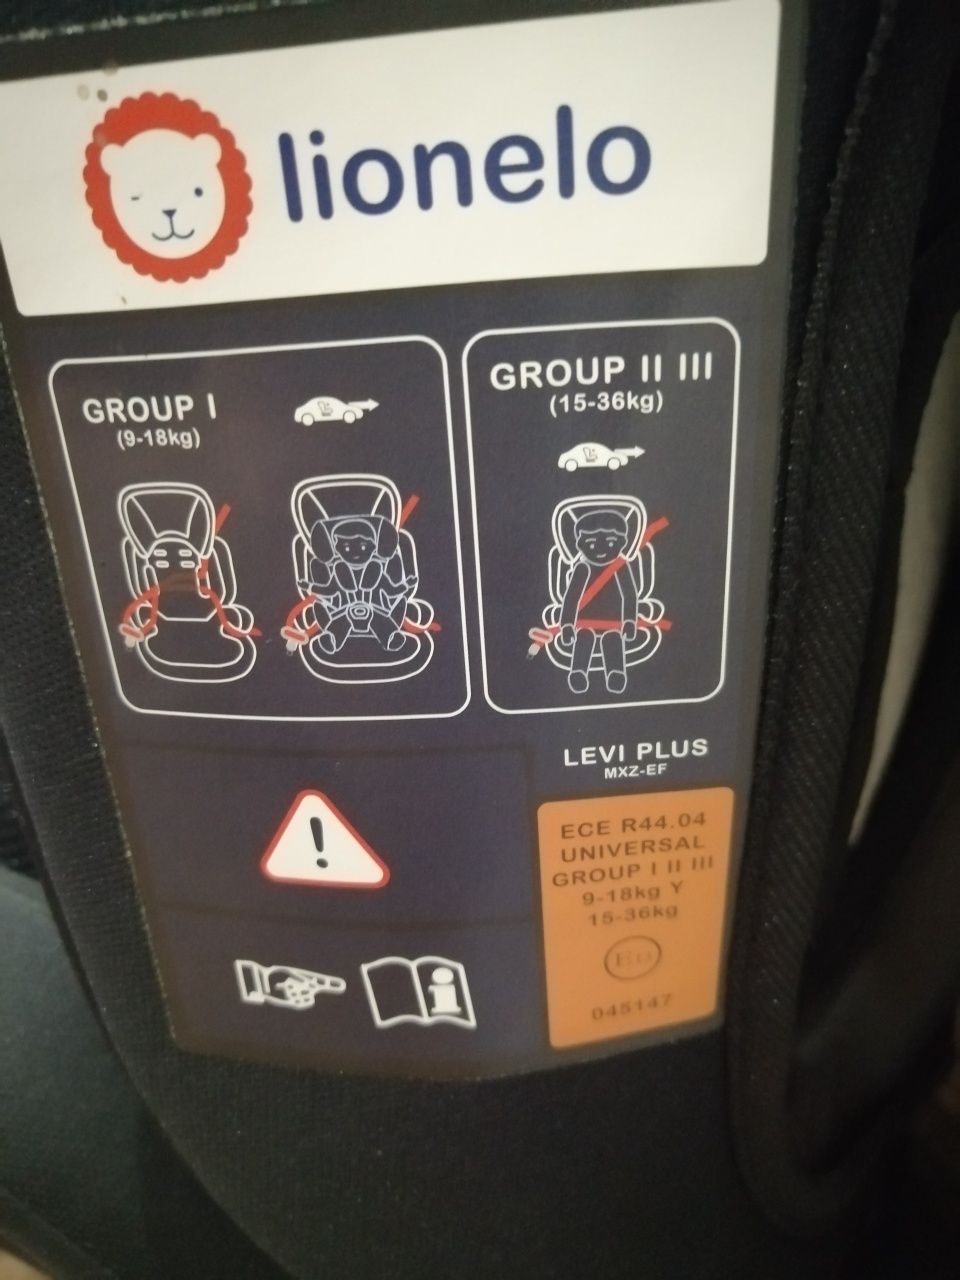 lionelo
GROUP I
(9-18kg)
GROUP II III
(15-36kg)
LEVI PLUS
MXZ-EF
ECE R44.04
UNIVERSAL
GROUP I II III
9-18kg Y
15-36kg
045147